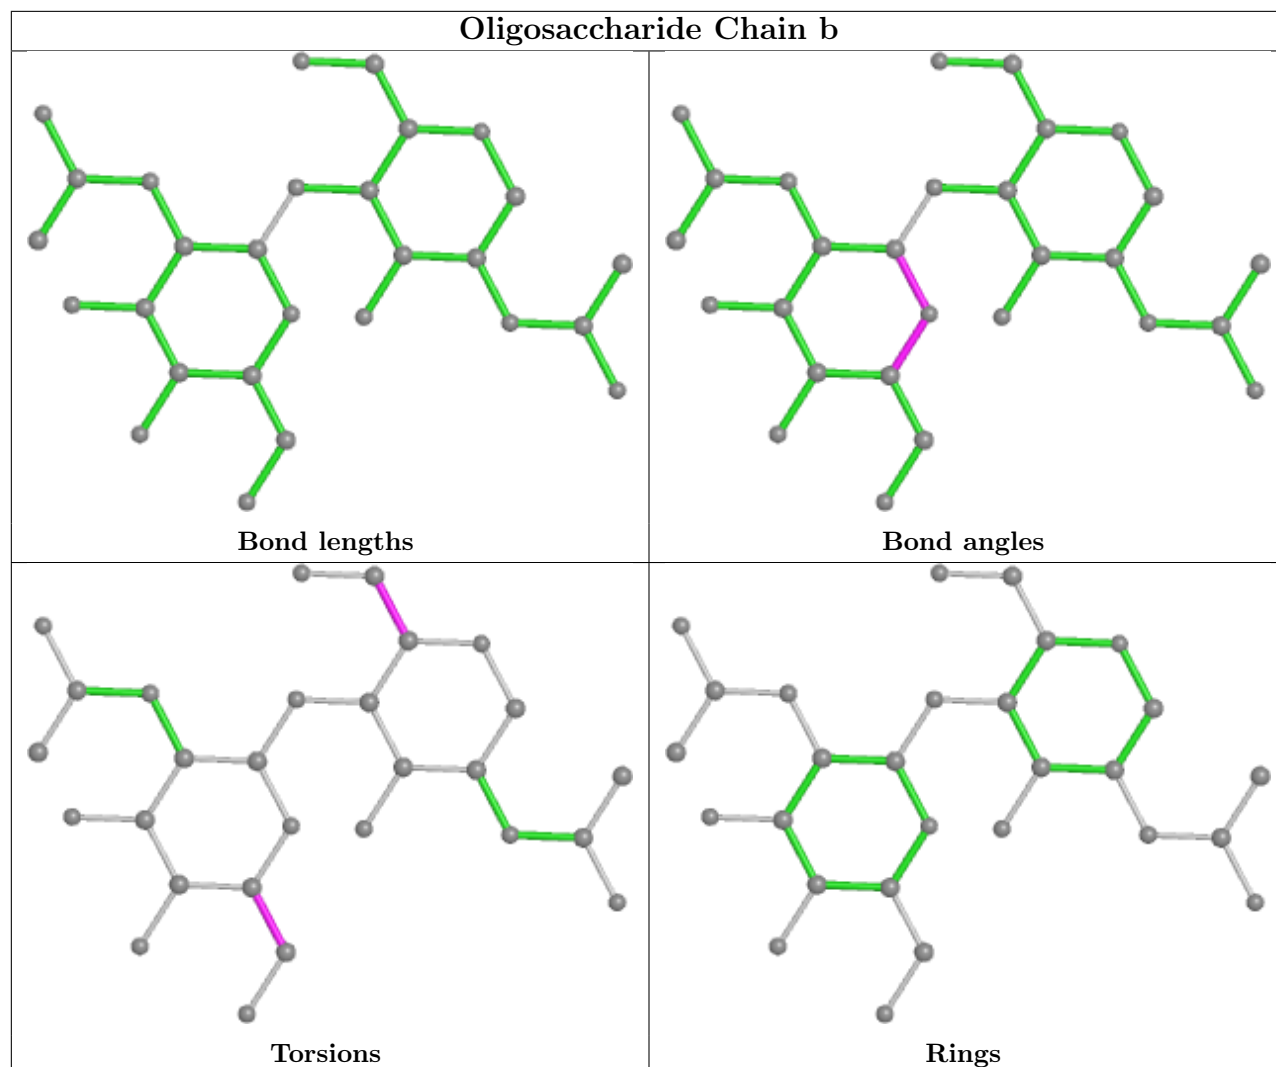 Oligosaccharide Chain b
Bond lengths
Bond angles
Torsions
Rings